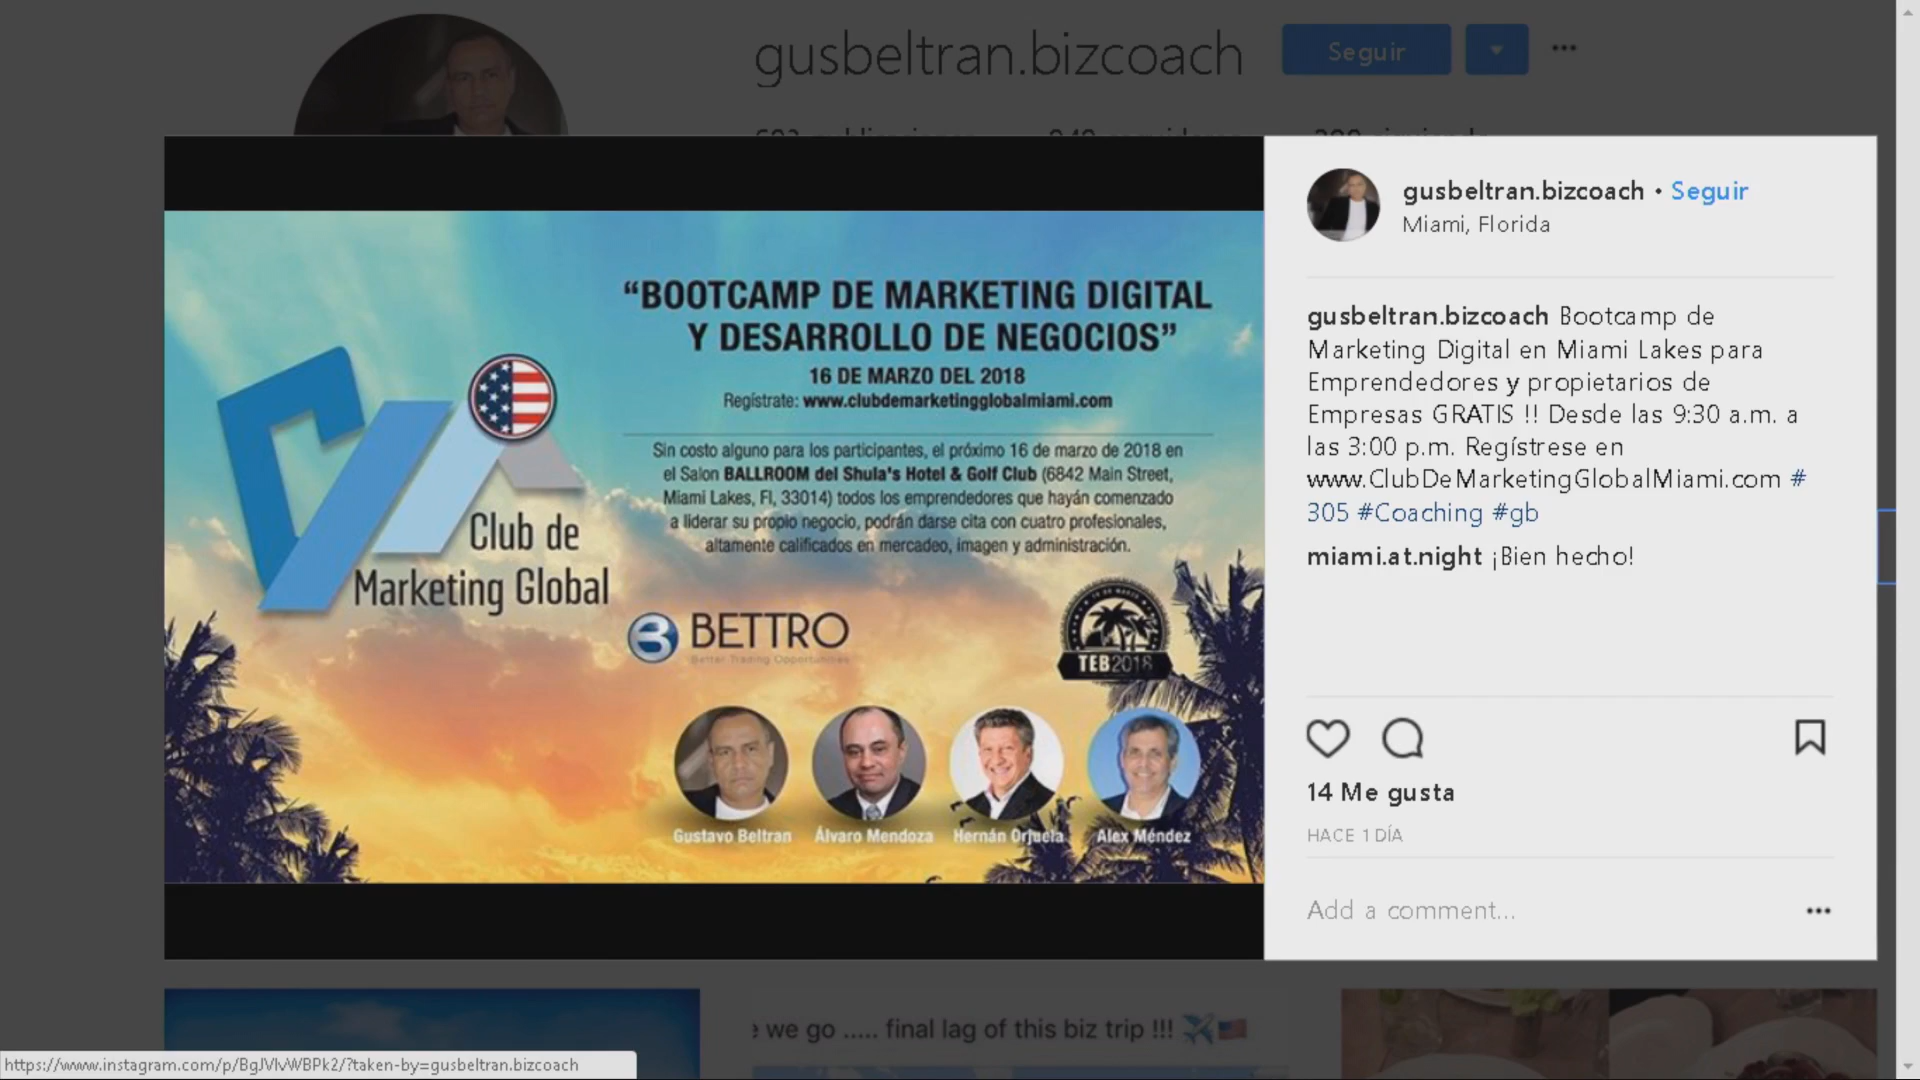 gusbeltran.bizcoach Seguir
gusbeltran.bizcoach • Seguir
Miami, Florida
"BOOTCAMP DE MARKETING DIGITAL
Y DESARROLLO DE NEGOCIOS"
16 DE MARZO DEL 2018
Regístrate: www.clubdemarketingglobalmiami.com
Sin costo alguno para los participantes, el próximo 16 de marzo de 2018 en
el Salon BALLROOM del Shula's Hotel & Golf Club (6842 Main Street,
Miami Lakes, Fl, 33014) todos los emprendedores que hayán comenzado
a liderar su propio negocio, podrán darse cita con cuatro profesionales,
altamente calificados en mercadeo, imagen y administración.
Club de
Marketing Global
BETTRO
Better Trading Opportunities
TEB2018
Gustavo Beltran Álvaro Mendoza Hernán Orjuela Alex Méndez
gusbeltran.bizcoach Bootcamp de
Marketing Digital en Miami Lakes para
Emprendedores y propietarios de
Empresas GRATIS !! Desde las 9:30 a.m. a
las 3:00 p.m. Regístrese en
www.ClubDeMarketingGlobalMiami.com #
305 #Coaching #gb
miami.at.night ¡Bien hecho!
14 Me gusta
HACE 1 DÍA
Add a comment...
we go ..... final lag of this biz trip !!!
https://www.instagram.com/p/BgJVlvWBPk2/?taken-by=gusbeltran.bizcoach